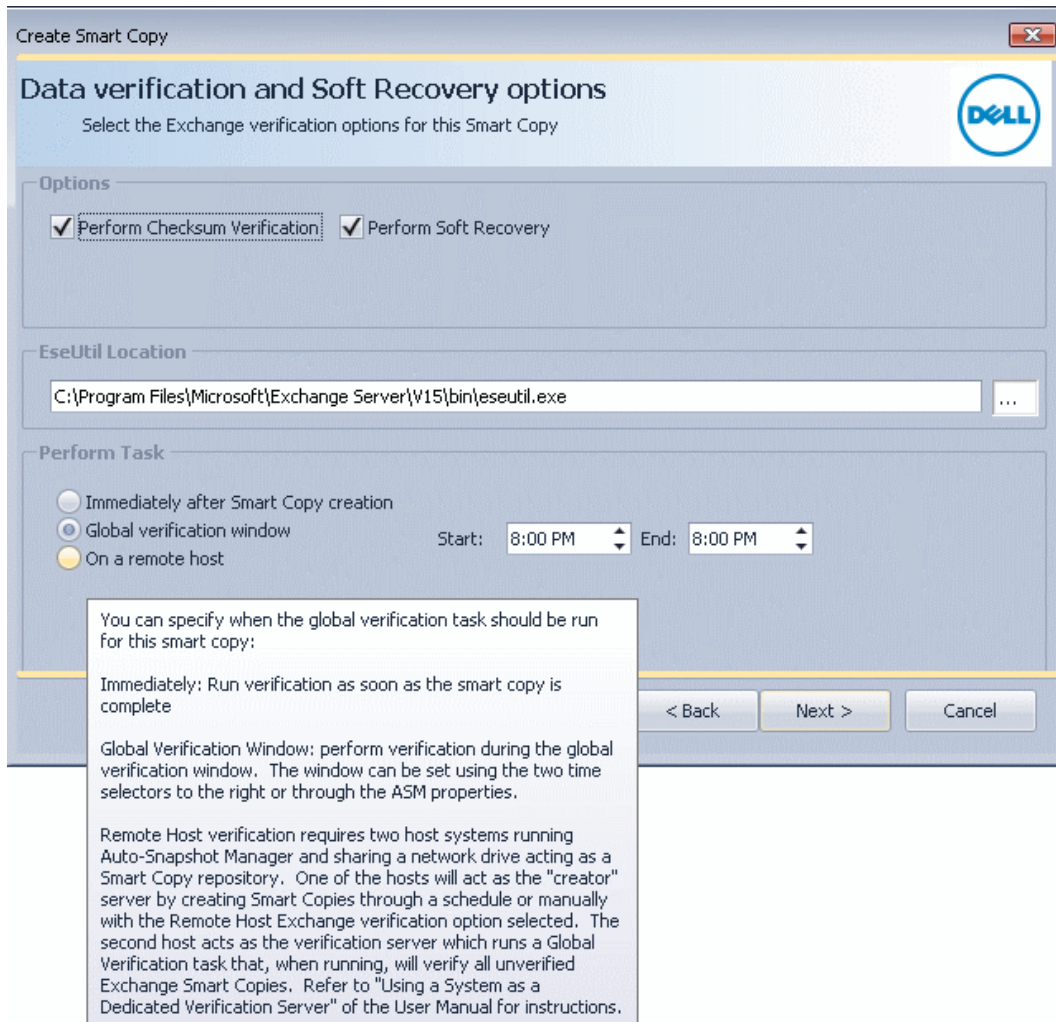 Create Smart Copy
Data verification and Soft Recovery options
Select the Exchange verification options for this Smart Copy
DELL
Options
Perform Checksum Verification Perform Soft Recovery
EseUtil Location
C:\Program Files\Microsoft\Exchange Server\V15\bin\eseutil.exe
...
Perform Task
Immediately after Smart Copy creation
Global verification window
Start: 8:00 PM End: 8:00 PM
On a remote host
You can specify when the global verification task should be run
for this smart copy:
Immediately: Run verification as soon as the smart copy is
complete
Global Verification Window: perform verification during the global
verification window. The window can be set using the two time
selectors to the right or through the ASM properties.
Remote Host verification requires two host systems running
Auto-Snapshot Manager and sharing a network drive acting as a
Smart Copy repository. One of the hosts will act as the "creator"
server by creating Smart Copies through a schedule or manually
with the Remote Host Exchange verification option selected. The
second host acts as the verification server which runs a Global
Verification task that, when running, will verify all unverified
Exchange Smart Copies. Refer to "Using a System as a
Dedicated Verification Server" of the User Manual for instructions.
< Back Next > Cancel